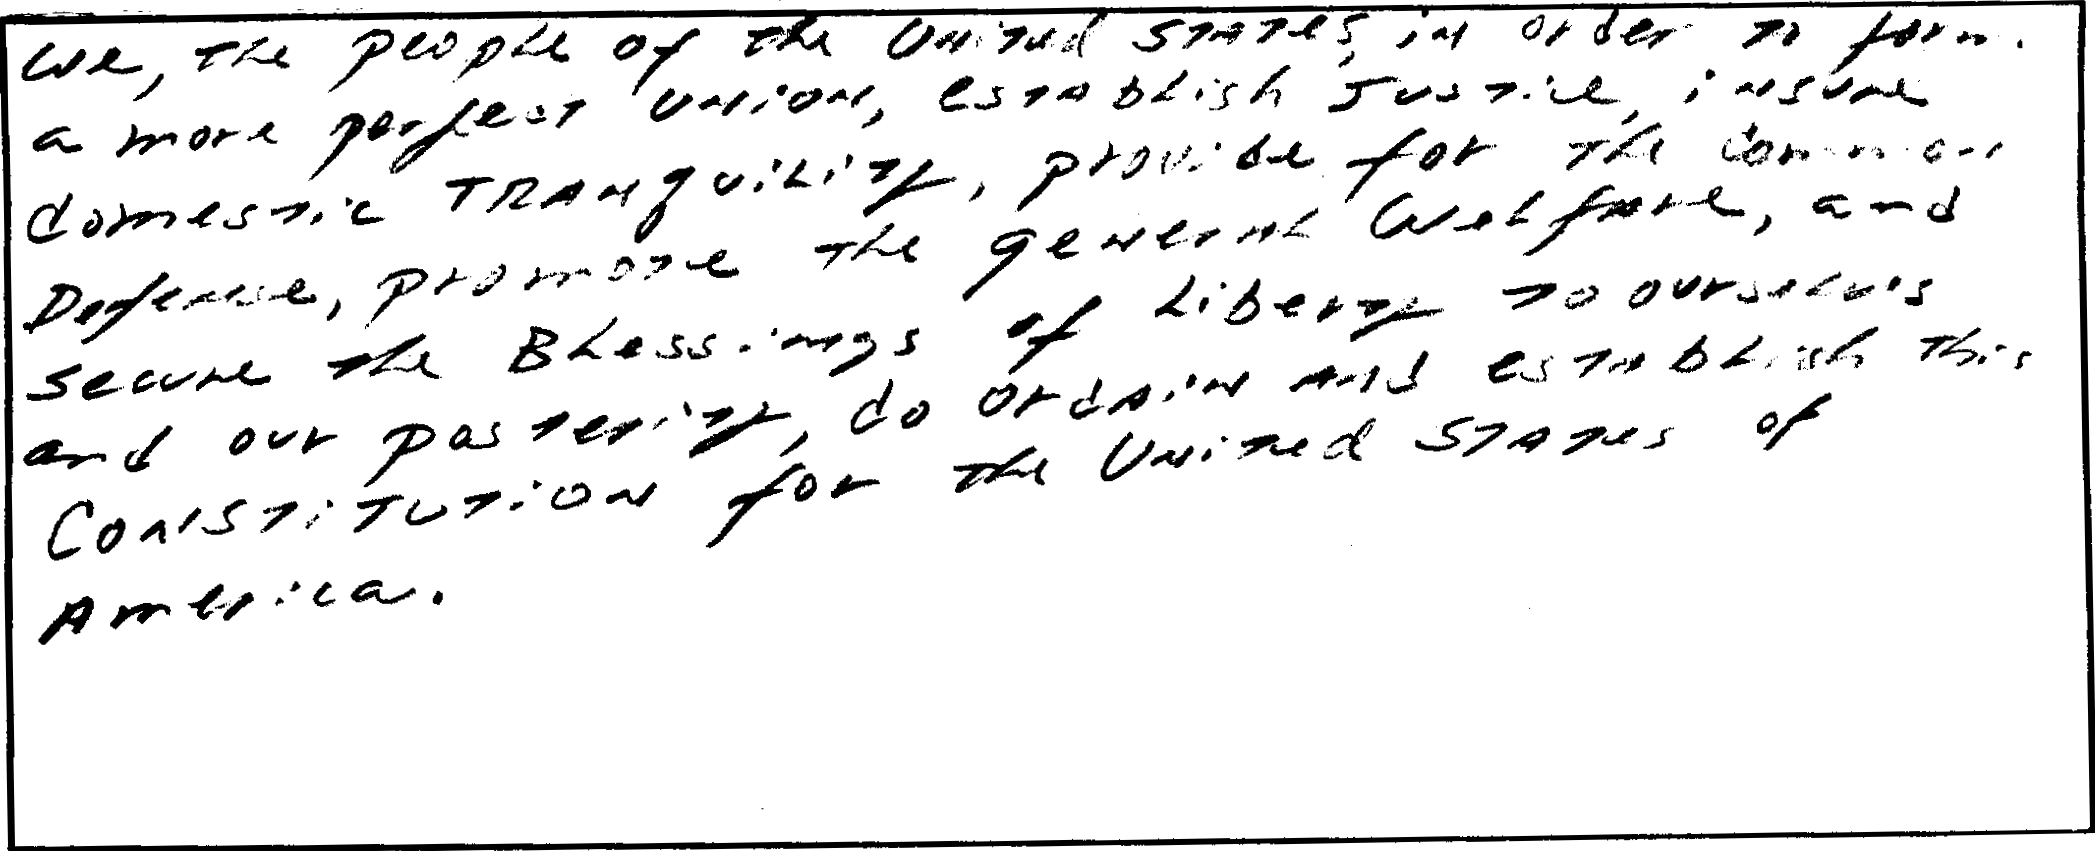 We, the people of the United States, in order to form
a more perfect union, establish Justice, insure
domestic TRANquility, provide for the common
Defense, promote the general Welfare, and
secure the Blessings of Liberty to ourselves
and our posterity, do ordain and establish this
Constitution for the United States of
America.